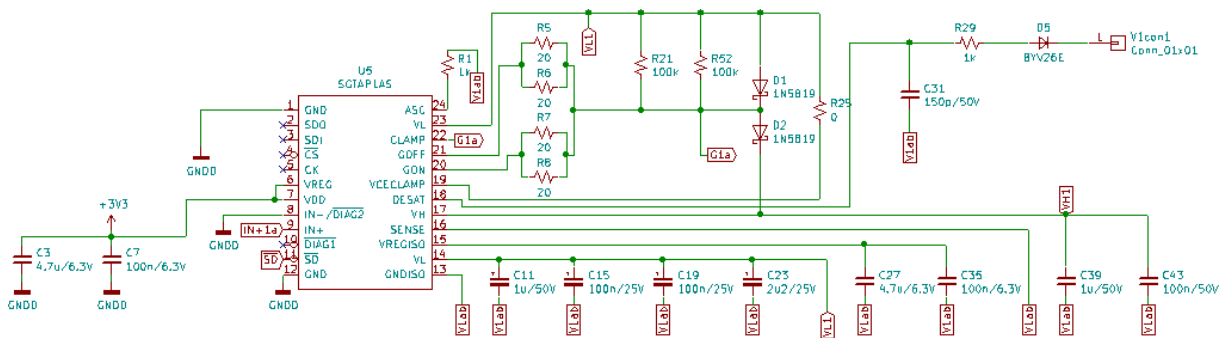 U5
SGTAPLAS
1 GND
2 SDO
3 SDI
4 CS
5 CK
6 VREG
7 VDD
8 IN-/DIAG2
9 IN+
10 DIAG1
11 SD
12 GND
ASC 24
VL 23
CLAMP 22
GOFF 21
GON 20
VCECLAMP 19
DESAT 18
VH 17
SENSE 16
VREGISO 15
VL 14
GNDISO 13
GNDD
GNDD
IN+1a
SD
GNDD
+3V3
C3
4.7u/6.3V
C7
100n/6.3V
GNDD
GNDD
R1
1k
VLab
G1a
R5
20
R6
20
R7
20
R8
20
VL1
R21
100k
R52
100k
G1a
D1
1N5819
D2
1N5819
R25
0
C31
150p/50V
VLab
R29
1k
D5
BYV26E
1
V1con1
Conn_01x01
VLab
C11
1u/50V
VLab
C15
100n/25V
VLab
C19
100n/25V
VLab
C23
2u2/25V
VLab
VL1
C27
4.7u/6.3V
VLab
C35
100n/6.3V
VLab
VLab
VH1
C39
1u/50V
VLab
C43
100n/50V
VLab